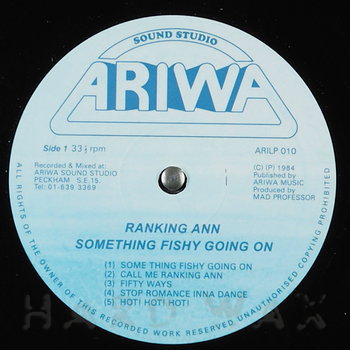 SOUND STUDIO
ARIWA
Side 1 33⅓ rpm
ARILP 010
Recorded & Mixed at:
ARIWA SOUND STUDIO
PECKHAM S.E.15.
Tel: 01-639 3369
(C) (P) 1984
Published by
ARIWA MUSIC
Produced by
MAD PROFESSOR
RANKING ANN
SOMETHING FISHY GOING ON
(1) SOME THING FISHY GOING ON
(2) CALL ME RANKING ANN
(3) FIFTY WAYS
(4) STOP ROMANCE INNA DANCE
(5) HOT! HOT! HOT!
ALL RIGHTS OF THE OWNER OF THIS RECORDED WORK RESERVED UNAUTHORISED COPYING PROHIBITED
HARD WAX